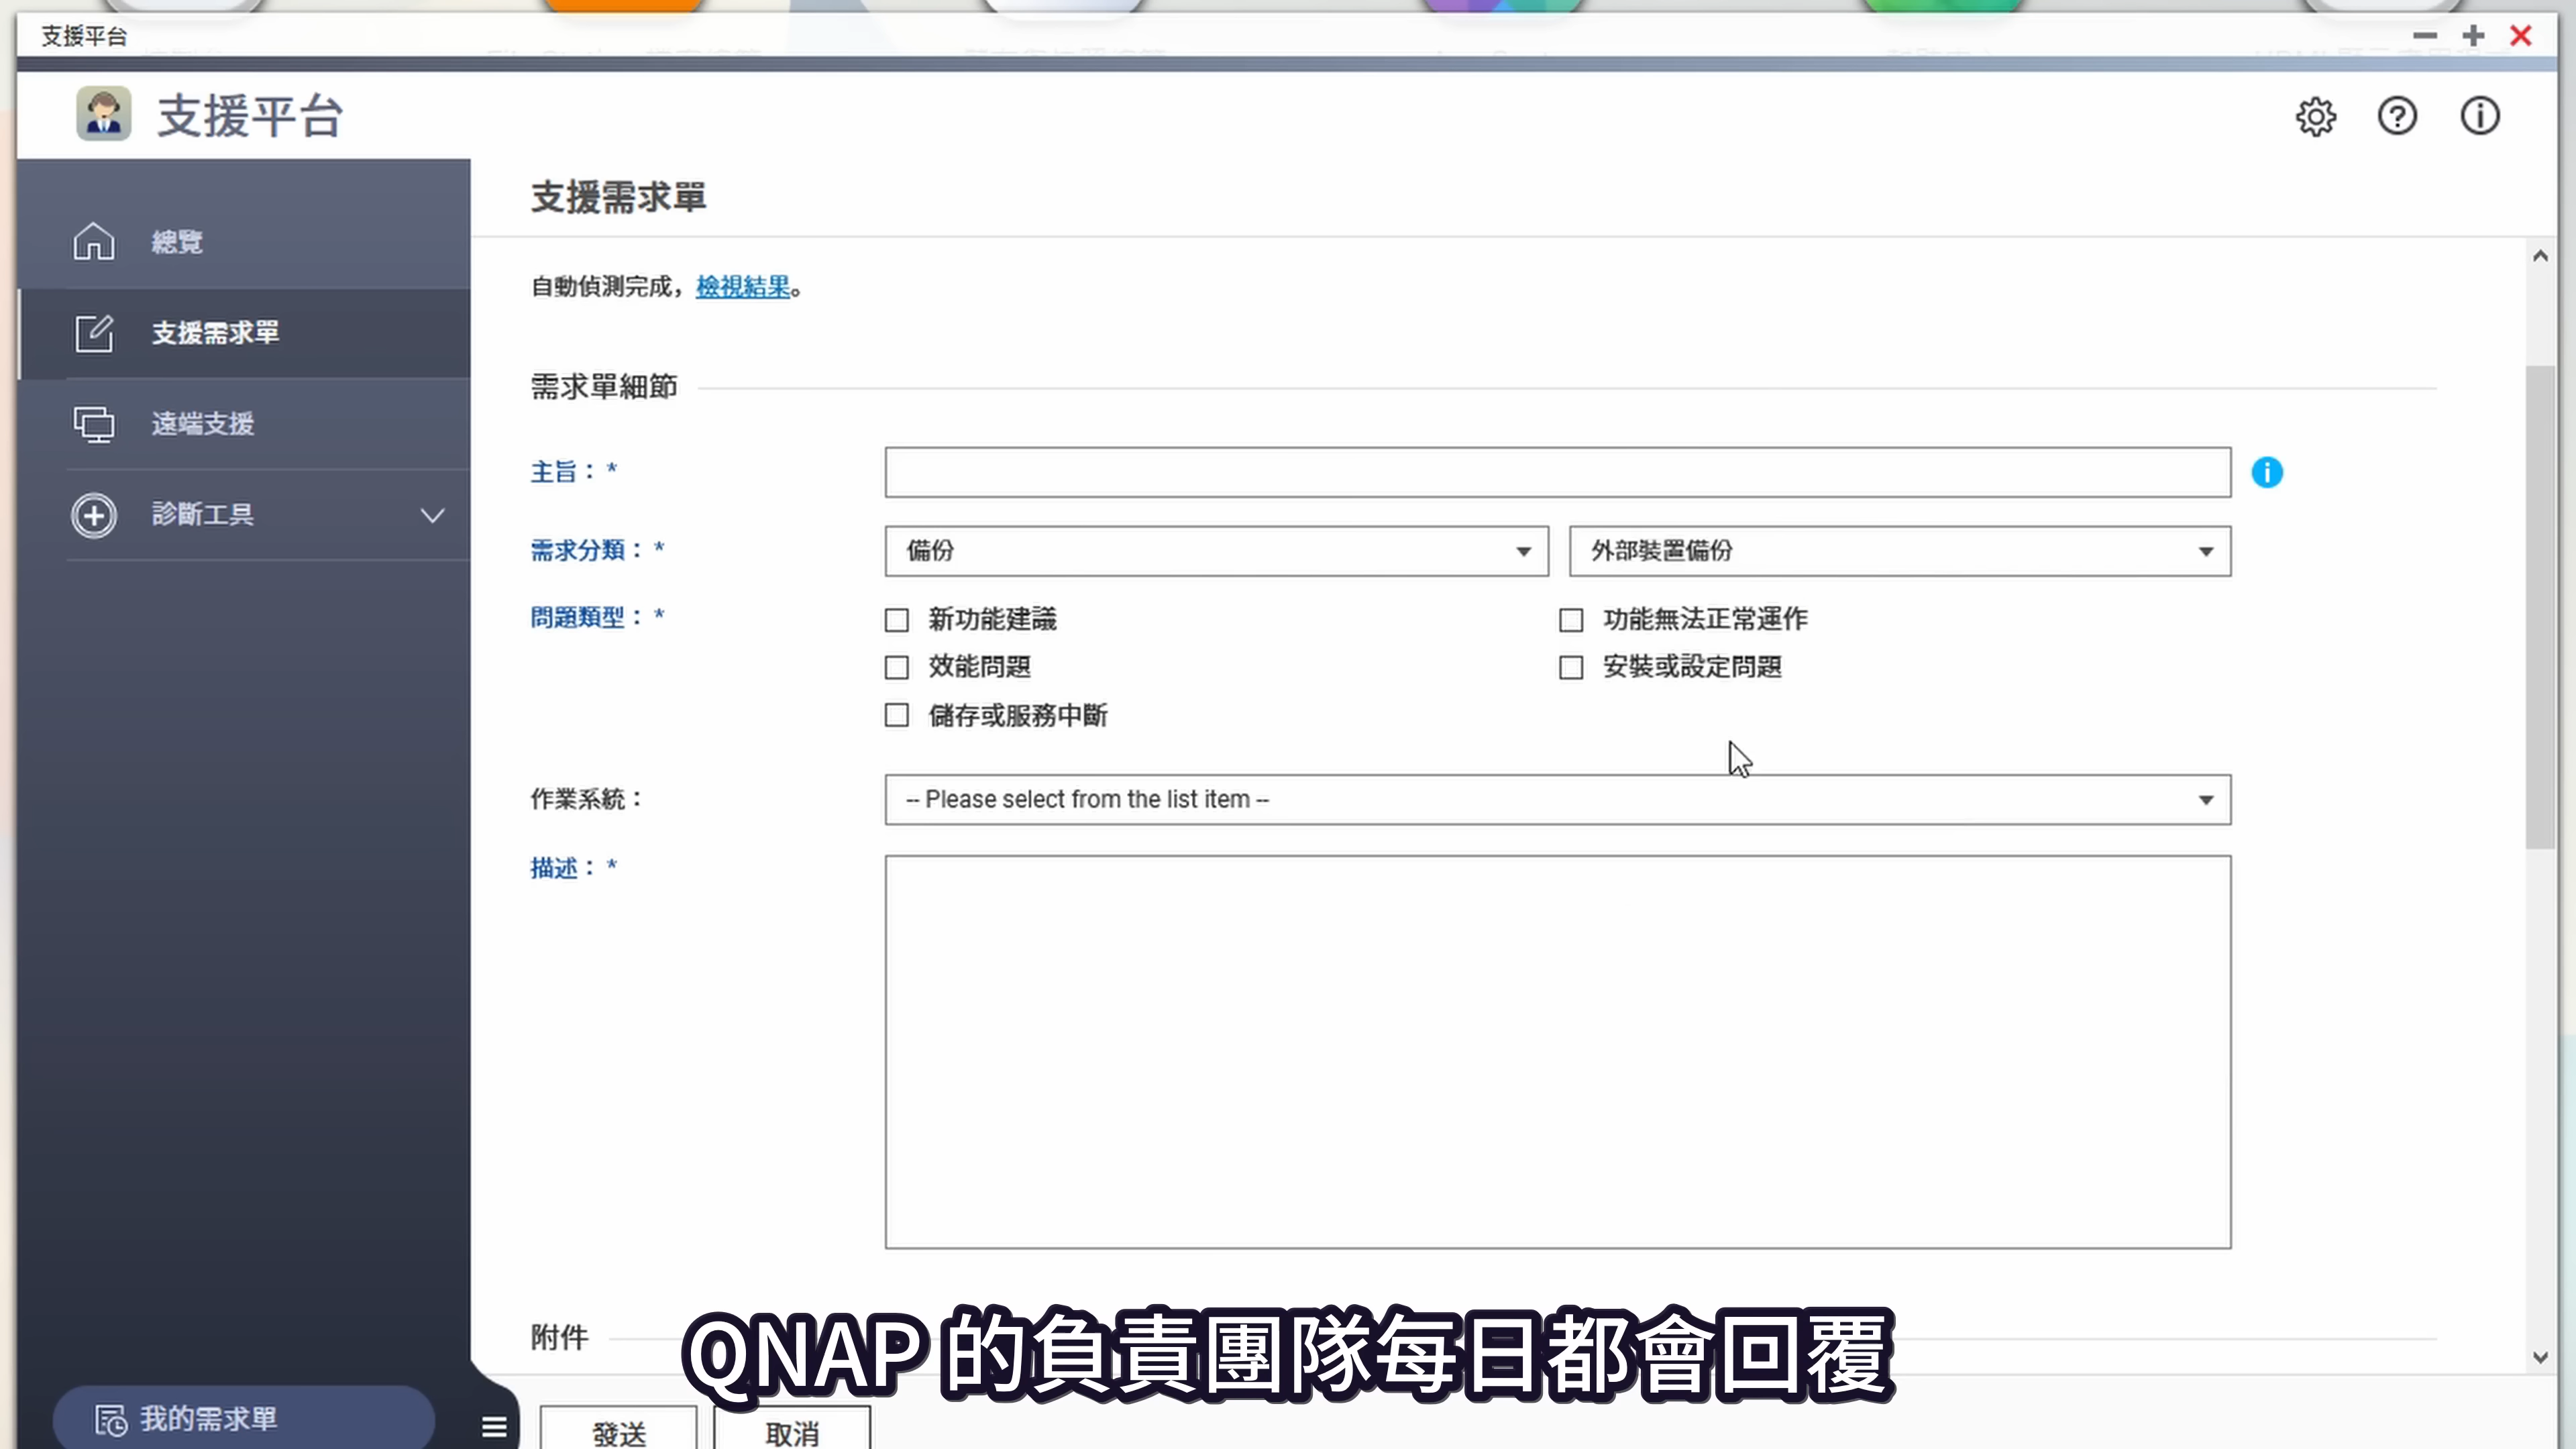 支援平台
支援平台
總覽
支援需求單
遠端支援
診斷工具
我的需求單
支援需求單
自動偵測完成，檢視結果。
需求單細節
主旨：*
需求分類：* 備份 外部裝置備份
問題類型：* 新功能建議 功能無法正常運作
效能問題 安裝或設定問題
儲存或服務中斷
作業系統： -- Please select from the list item --
描述：*
附件
QNAP 的負責團隊每日都會回覆
發送 取消